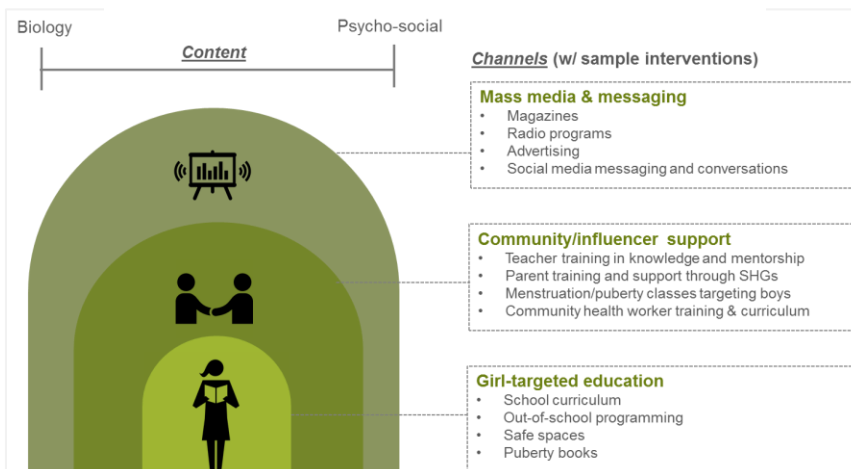 Biology
Psycho-social
Content
Channels (w/ sample interventions)
Mass media & messaging
• Magazines
• Radio programs
• Advertising
• Social media messaging and conversations
Community/influencer support
• Teacher training in knowledge and mentorship
• Parent training and support through SHGs
• Menstruation/puberty classes targeting boys
• Community health worker training & curriculum
Girl-targeted education
• School curriculum
• Out-of-school programming
• Safe spaces
• Puberty books